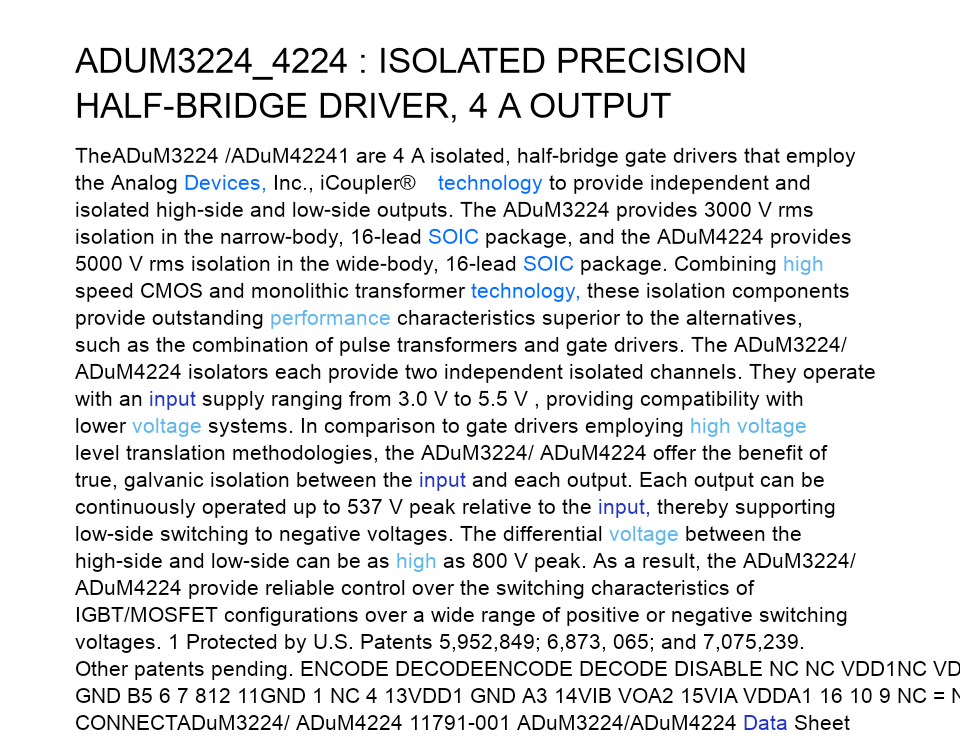 ADUM3224_4224 : ISOLATED PRECISION
HALF-BRIDGE DRIVER, 4 A OUTPUT
TheADuM3224 /ADuM42241 are 4 A isolated, half-bridge gate drivers that employ
the Analog Devices, Inc., iCoupler® technology to provide independent and
isolated high-side and low-side outputs. The ADuM3224 provides 3000 V rms
isolation in the narrow-body, 16-lead SOIC package, and the ADuM4224 provides
5000 V rms isolation in the wide-body, 16-lead SOIC package. Combining high
speed CMOS and monolithic transformer technology, these isolation components
provide outstanding performance characteristics superior to the alternatives,
such as the combination of pulse transformers and gate drivers. The ADuM3224/
ADuM4224 isolators each provide two independent isolated channels. They operate
with an input supply ranging from 3.0 V to 5.5 V , providing compatibility with
lower voltage systems. In comparison to gate drivers employing high voltage
level translation methodologies, the ADuM3224/ ADuM4224 offer the benefit of
true, galvanic isolation between the input and each output. Each output can be
continuously operated up to 537 V peak relative to the input, thereby supporting
low-side switching to negative voltages. The differential voltage between the
high-side and low-side can be as high as 800 V peak. As a result, the ADuM3224/
ADuM4224 provide reliable control over the switching characteristics of
IGBT/MOSFET configurations over a wide range of positive or negative switching
voltages. 1 Protected by U.S. Patents 5,952,849; 6,873, 065; and 7,075,239.
Other patents pending. ENCODE DECODEENCODE DECODE DISABLE NC NC VDD1NC VD
GND B5 6 7 812 11GND 1 NC 4 13VDD1 GND A3 14VIB VOA2 15VIA VDDA1 16 10 9 NC =
CONNECTADuM3224/ ADuM4224 11791-001 ADuM3224/ADuM4224 Data Sheet